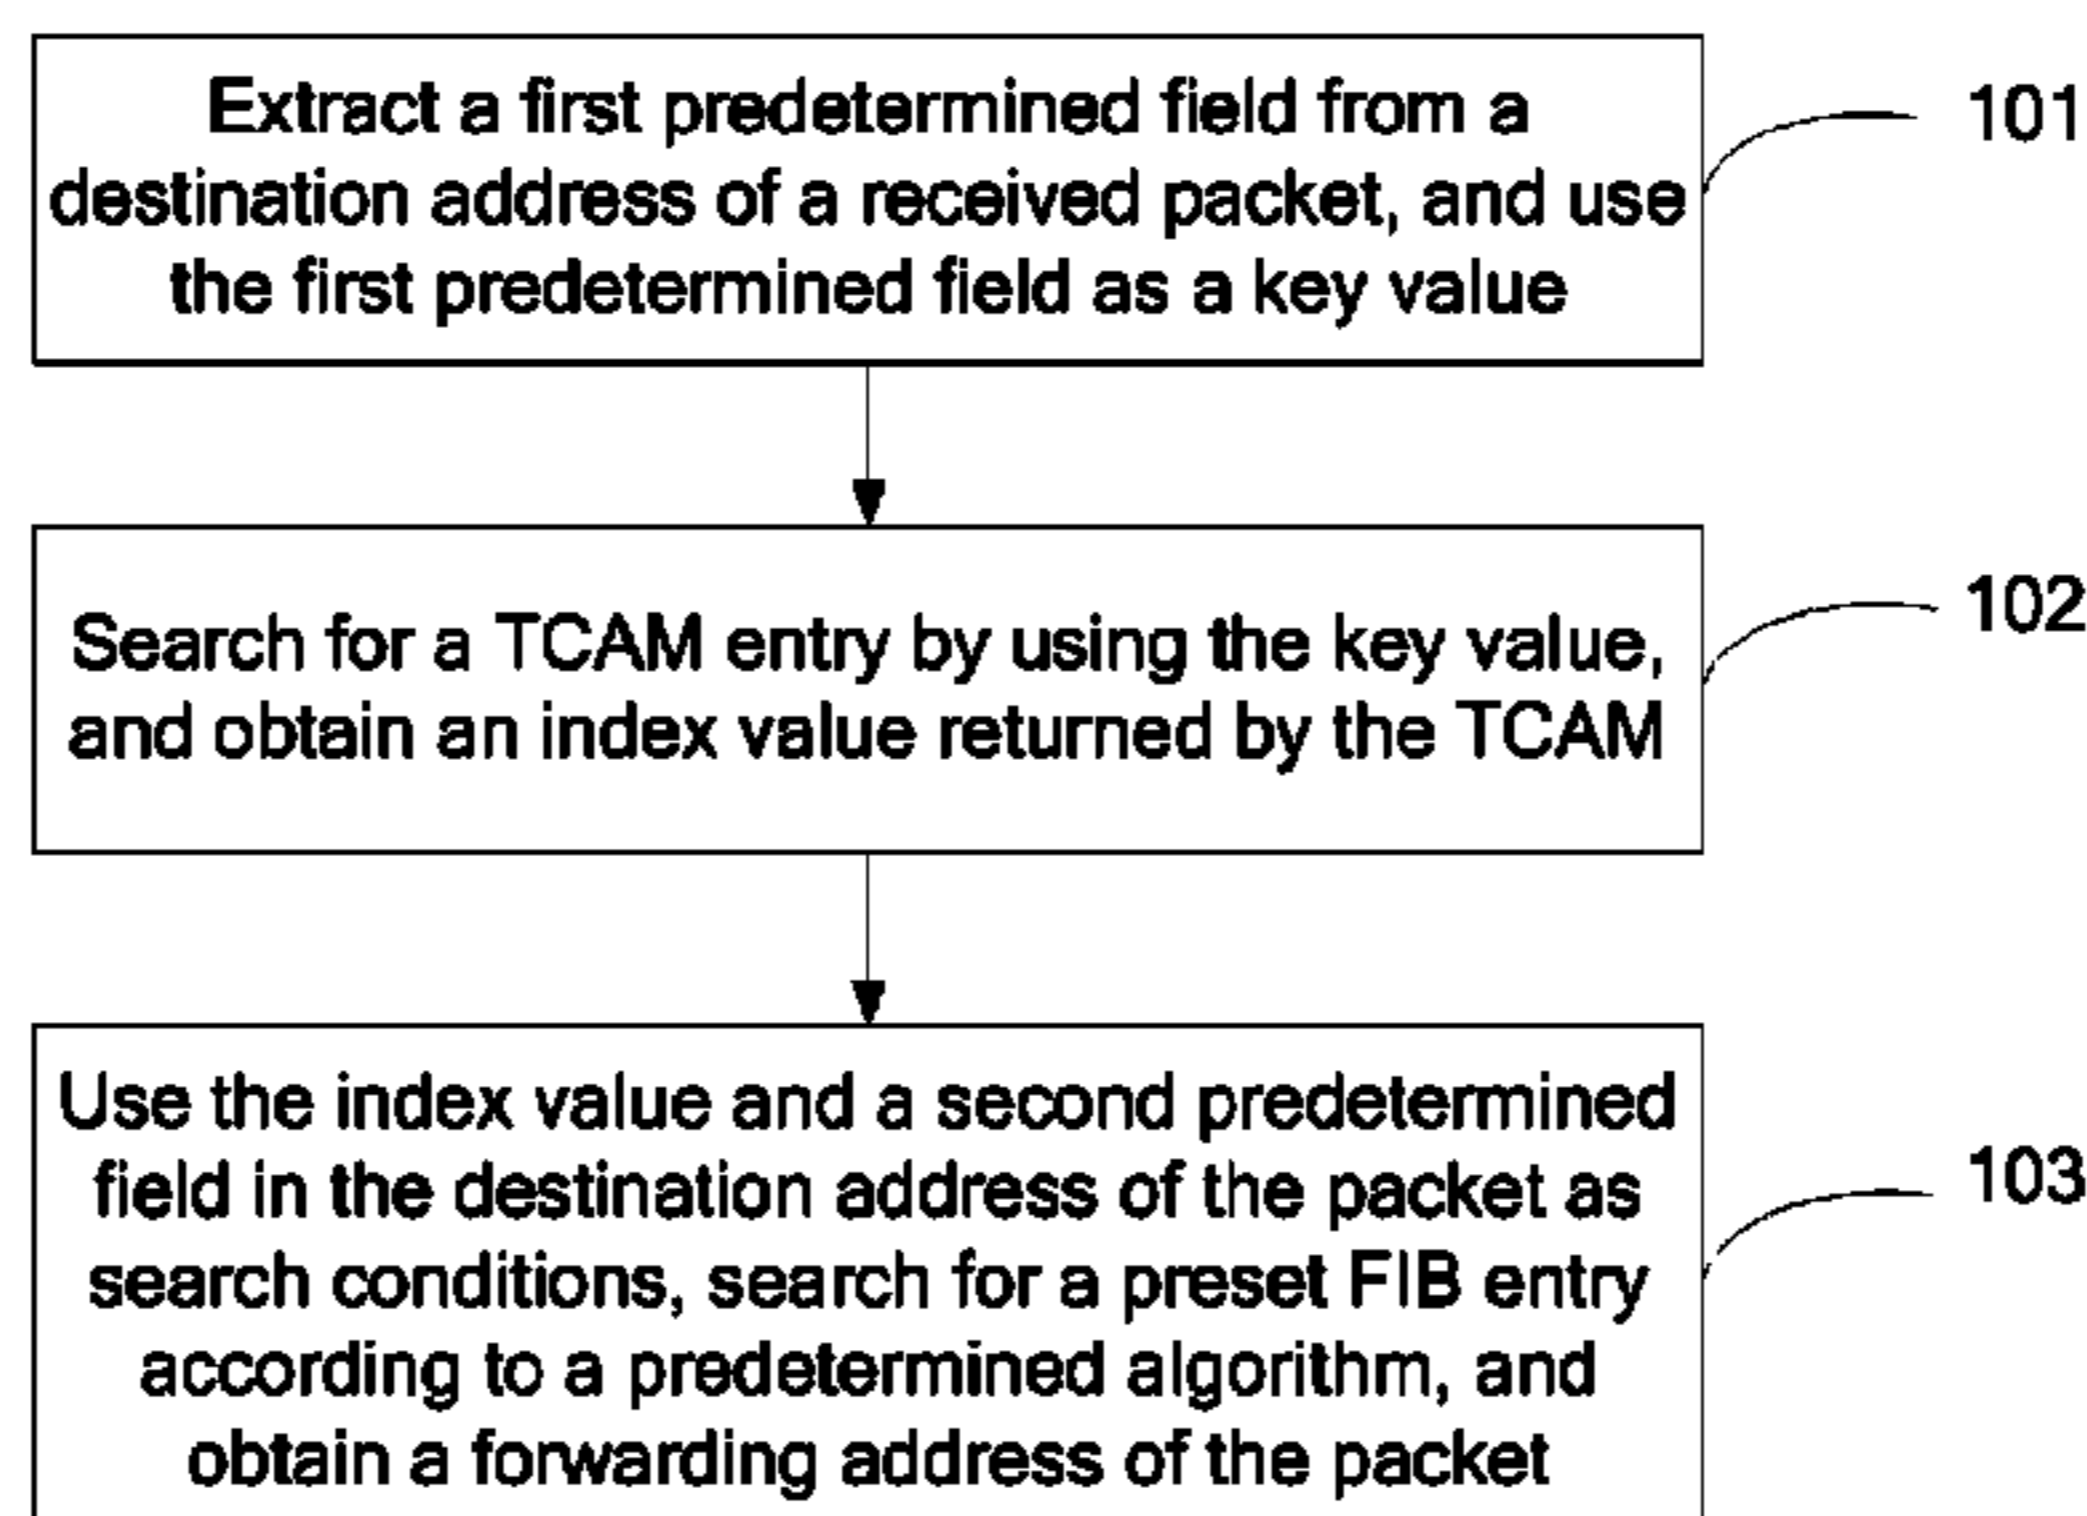 Extract a first predetermined field from a
destination address of a received packet, and use
the first predetermined field as a key value
101
Search for a TCAM entry by using the key value,
and obtain an index value returned by the TCAM
102
Use the index value and a second predetermined
field in the destination address of the packet as
search conditions, search for a preset FIB entry
according to a predetermined algorithm, and
obtain a forwarding address of the packet
103